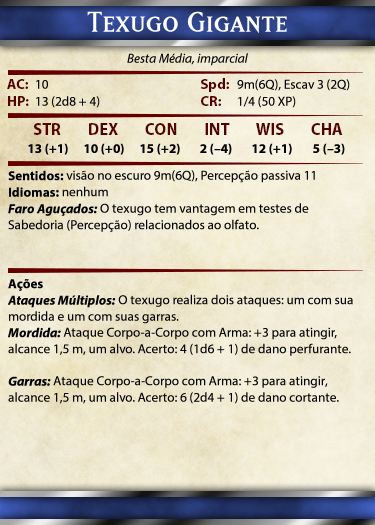 Texugo Gigante
Besta Média, imparcial
AC: 10 Spd: 9m(6Q), Escav 3 (2Q)
HP: 13 (2d8 + 4) CR: 1/4 (50 XP)
STR DEX CON INT WIS CHA
13 (+1) 10 (+0) 15 (+2) 2 (–4) 12 (+1) 5 (–3)
Sentidos: visão no escuro 9m(6Q), Percepção passiva 11
Idiomas: nenhum
Faro Aguçados: O texugo tem vantagem em testes de
Sabedoria (Percepção) relacionados ao olfato.
Ações
Ataques Múltiplos: O texugo realiza dois ataques: um com sua
mordida e um com suas garras.
Mordida: Ataque Corpo-a-Corpo com Arma: +3 para atingir,
alcance 1,5 m, um alvo. Acerto: 4 (1d6 + 1) de dano perfurante.
Garras: Ataque Corpo-a-Corpo com Arma: +3 para atingir,
alcance 1,5 m, um alvo. Acerto: 6 (2d4 + 1) de dano cortante.